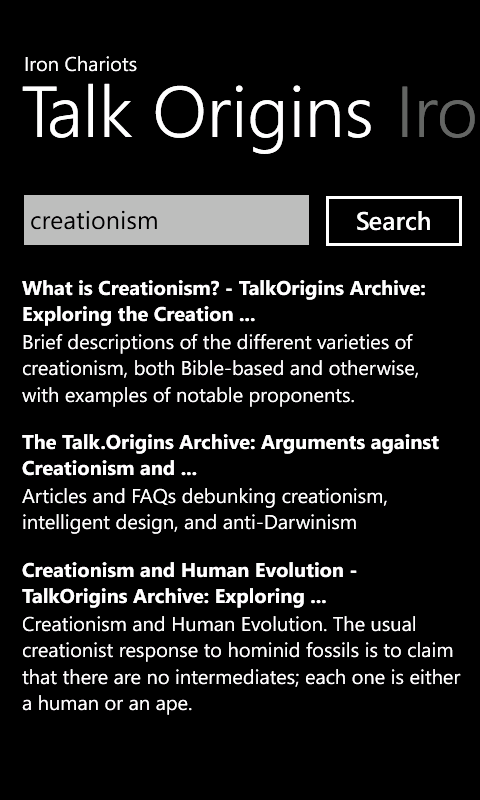 Iron Chariots
Talk Origins Iro
creationism
Search
What is Creationism? - TalkOrigins Archive:
Exploring the Creation ...
Brief descriptions of the different varieties of
creationism, both Bible-based and otherwise,
with examples of notable proponents.
The Talk.Origins Archive: Arguments against
Creationism and ...
Articles and FAQs debunking creationism,
intelligent design, and anti-Darwinism
Creationism and Human Evolution -
TalkOrigins Archive: Exploring ...
Creationism and Human Evolution. The usual
creationist response to hominid fossils is to claim
that there are no intermediates; each one is either
a human or an ape.